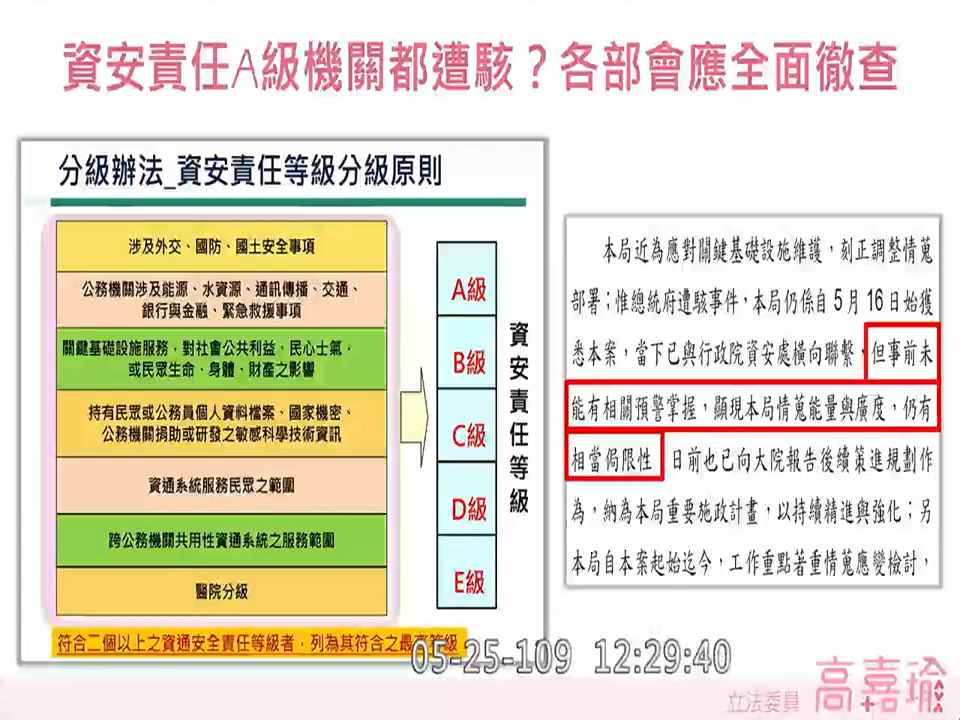 資安責任A級機關都遭駭？各部會應全面徹查
分級辦法_資安責任等級分級原則
涉及外交、國防、國土安全事項
公務機關涉及能源、水資源、通訊傳播、交通、
銀行與金融、緊急救援事項
關鍵基礎設施服務，對社會公共利益，民心士氣，
或民眾生命、身體、財產之影響
持有民眾或公務員個人資料檔案、國家機密、
公務機關捐助或研發之敏感科學技術資訊
資通系統服務民眾之範圍
跨公務機關共用性資通系統之服務範圍
醫院分級
A級
B級
C級
D級
E級
資安責任等級
符合二個以上之資通安全責任等級者，列為其符合之最高等級
本局近為應對關鍵基礎設施維護，刻正調整情蒐
部署；惟總統府遭駭事件，本局仍係自5月16日始獲
悉本案，當下已與行政院資安處橫向聯繫，但事前未
能有相關預警掌握，顯現本局情蒐能量與廣度，仍有
相當侷限性 日前也已向大院報告後續策進規劃作
為，納為本局重要施政計畫，以持續精進與強化；另
本局自本案起始迄今，工作重點著重情蒐應變檢討，
05-25-109 12:29:40
立法委員 高嘉瑜